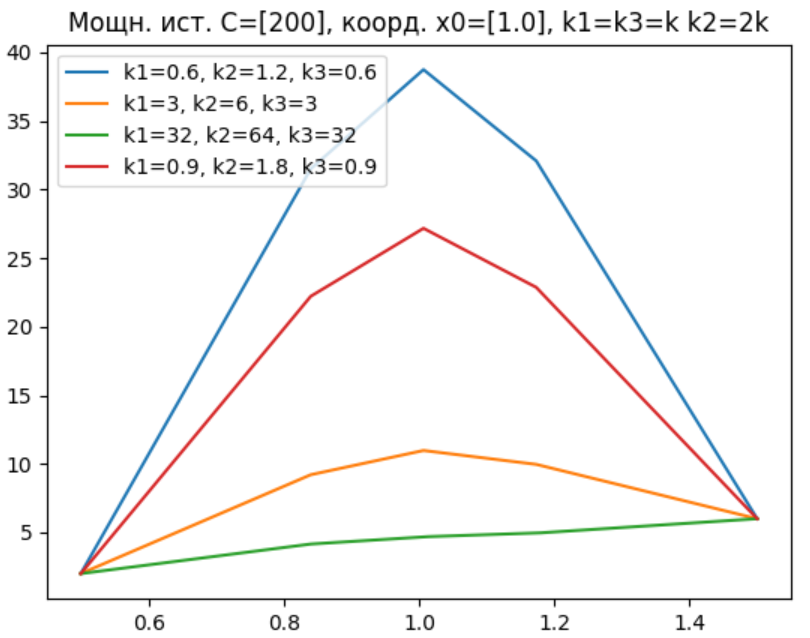 Мощн. ист. C=[200], коорд. x0=[1.0], k1=k3=k k2=2k
40
35
30
25
20
15
10
5
k1=0.6, k2=1.2, k3=0.6
k1=3, k2=6, k3=3
k1=32, k2=64, k3=32
k1=0.9, k2=1.8, k3=0.9
0.6 0.8 1.0 1.2 1.4